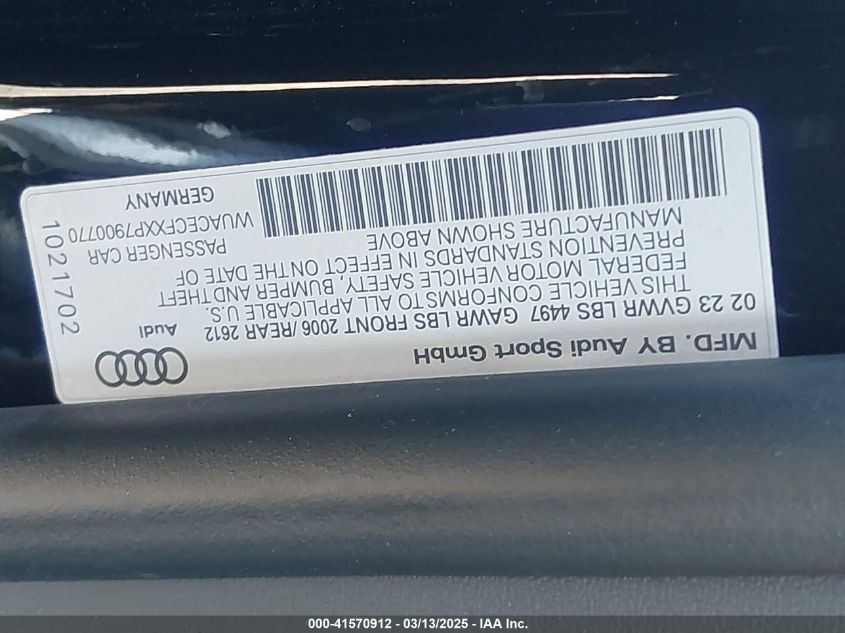 MFD. BY Audi Sport GmbH
02 23 GVWR LBS 4497 GAWR LBS FRONT 2006 /REAR 2612
THIS VEHICLE CONFORMS TO ALL APPLICABLE U.S.
FEDERAL MOTOR VEHICLE SAFETY, BUMPER AND THEFT
PREVENTION STANDARDS IN EFFECT ON THE DATE OF
MANUFACTURE SHOWN ABOVE
Audi
PASSENGER CAR
WUACECFXXP7900770
GERMANY
1021702
000-41570912 - 03/13/2025 - IAA Inc.